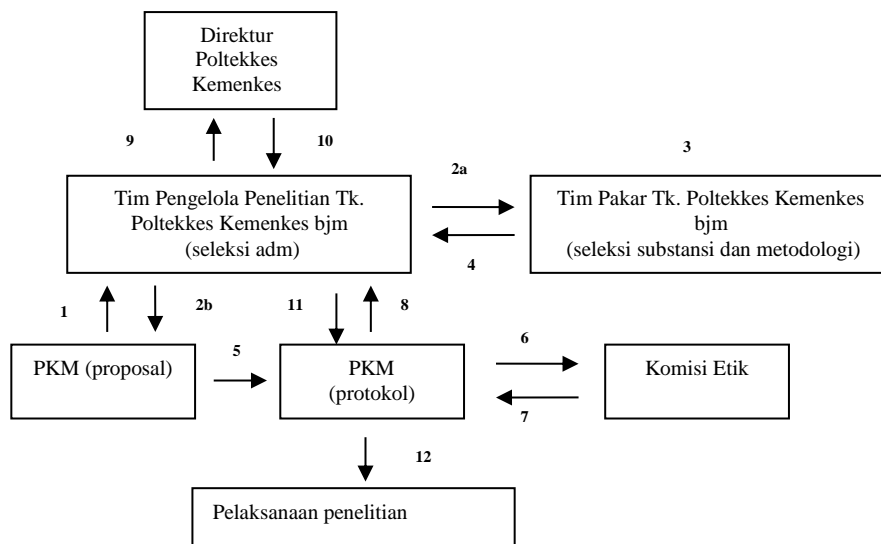 Direktur
Poltekkes
Kemenkes
9
10
3
2a
Tim Pengelola Penelitian Tk.
Poltekkes Kemenkes bjm
(seleksi adm)
Tim Pakar Tk. Poltekkes Kemenkes
bjm
(seleksi substansi dan metodologi)
4
1
2b
11
8
5
6
PKM (proposal)
PKM
(protokol)
Komisi Etik
7
12
Pelaksanaan penelitian